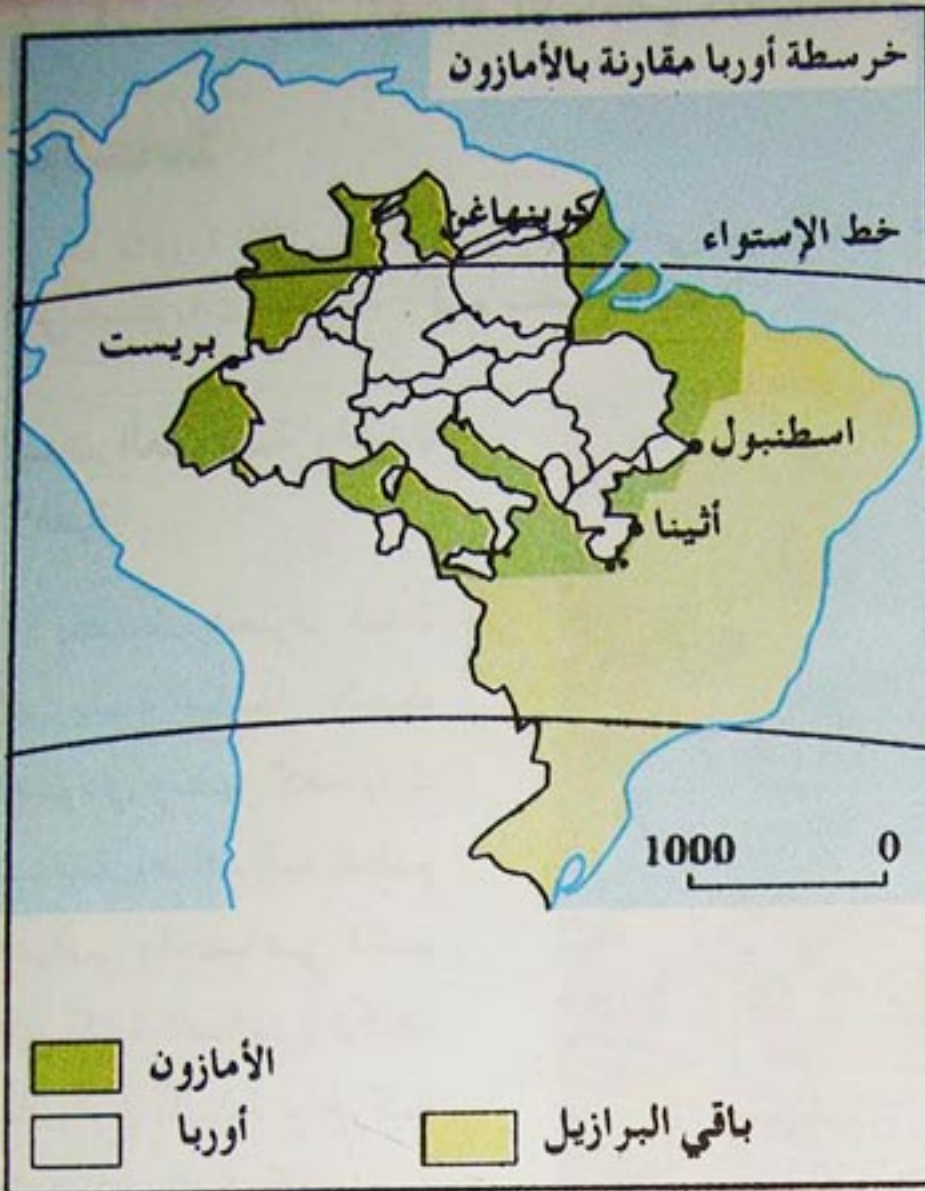 خرسطة أوربا مقارنة بالأمازون
كوبنهاغن
خط الإستواء
بريست
اسطنبول
أثينا
1000 0
الأمازون
أوربا
باقي البرازيل